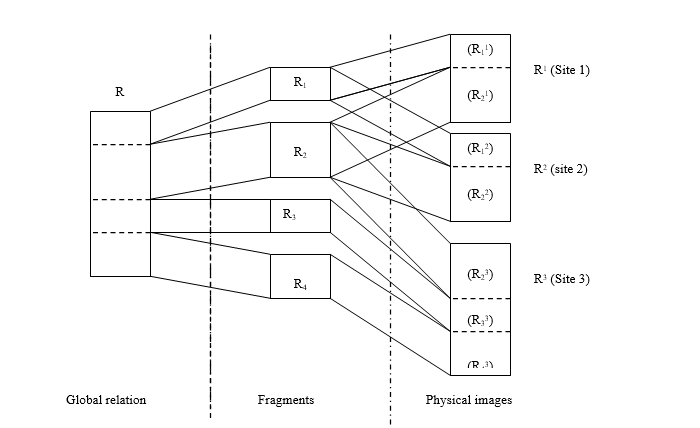 R
R₁
R₂
R₃
R₄
(R₁¹)
(R₂¹)
R¹ (Site 1)
(R₁²)
(R₂²)
R² (site 2)
(R₂³)
(R₃³)
R³ (Site 3)
Global relation
Fragments
Physical images